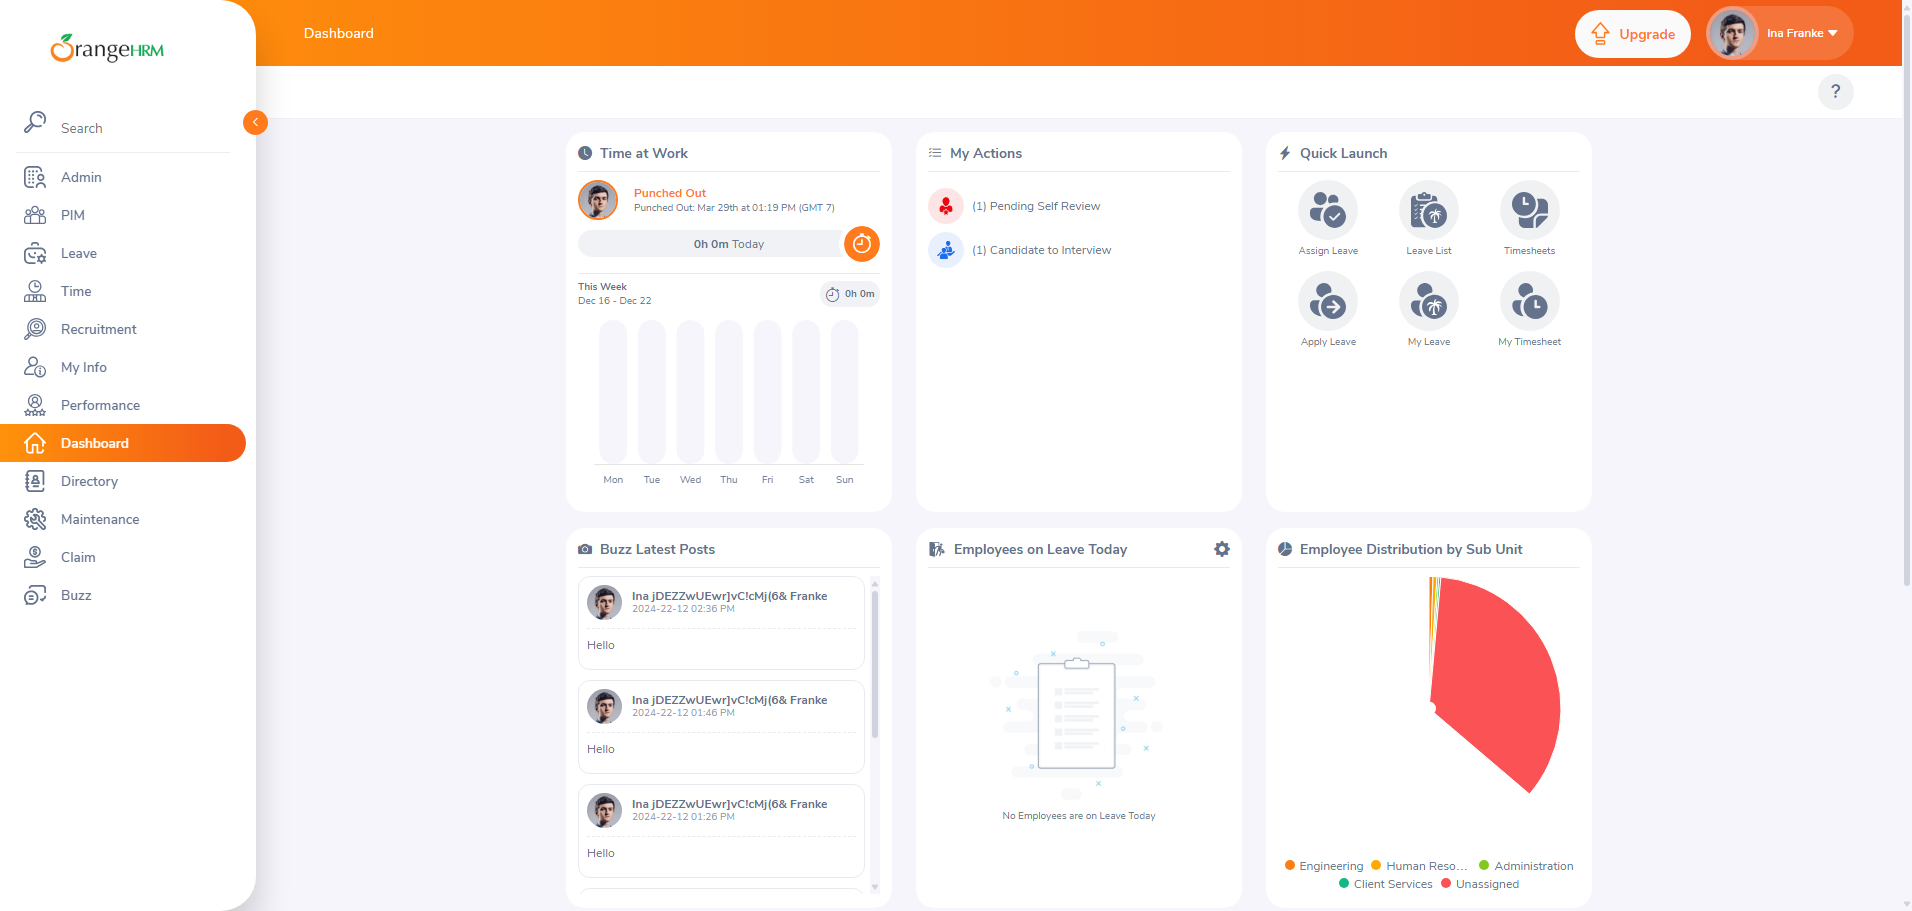 OrangeHRM
Dashboard
Upgrade
Ina Franke
?
Search
Admin
PIM
Leave
Time
Recruitment
My Info
Performance
Dashboard
Directory
Maintenance
Claim
Buzz
Time at Work
Punched Out
Punched Out: Mar 29th at 01:19 PM (GMT 7)
0h 0m Today
This Week
Dec 16 - Dec 22
0h 0m
Mon Tue Wed Thu Fri Sat Sun
My Actions
(1) Pending Self Review
(1) Candidate to Interview
Quick Launch
Assign Leave Leave List Timesheets
Apply Leave My Leave My Timesheet
Buzz Latest Posts
Ina jDEZZwUEwr]vC!cMj(6& Franke
2024-22-12 02:36 PM
Hello
Ina jDEZZwUEwr]vC!cMj(6& Franke
2024-22-12 01:46 PM
Hello
Ina jDEZZwUEwr]vC!cMj(6& Franke
2024-22-12 01:26 PM
Hello
Employees on Leave Today
No Employees are on Leave Today
Employee Distribution by Sub Unit
Engineering Human Reso... Administration
Client Services Unassigned